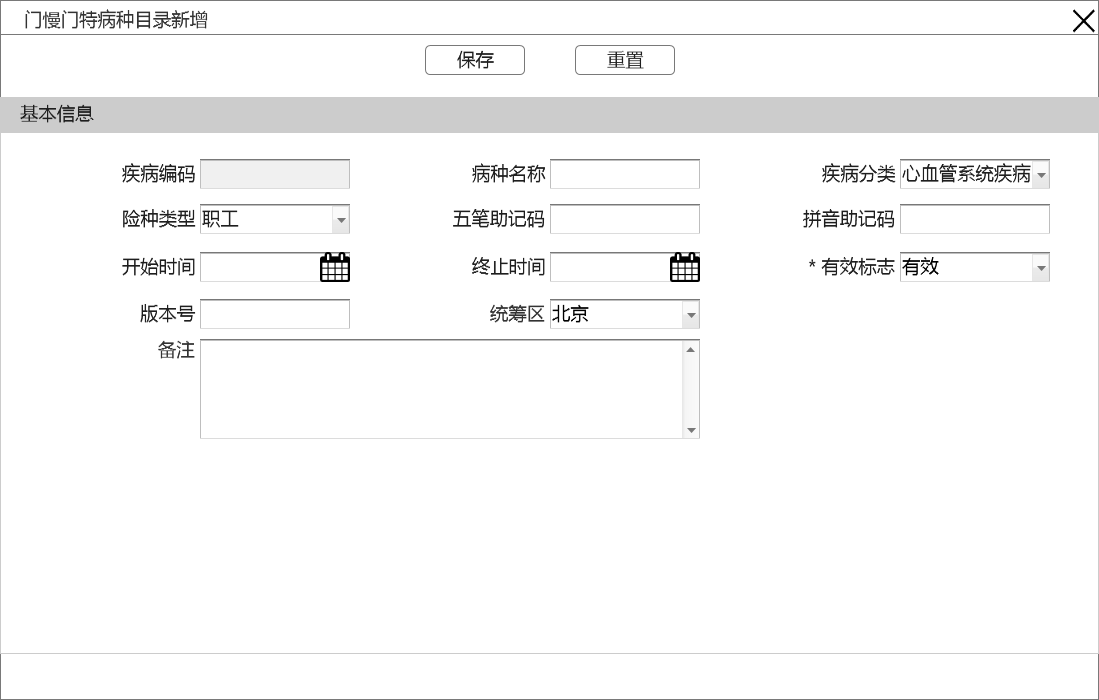 门慢门特病种目录新增
保存 重置
基本信息
疾病编码 病种名称 疾病分类 心血管系统疾病
险种类型 职工 五笔助记码 拼音助记码
开始时间 终止时间 * 有效标志 有效
版本号 统筹区 北京
备注